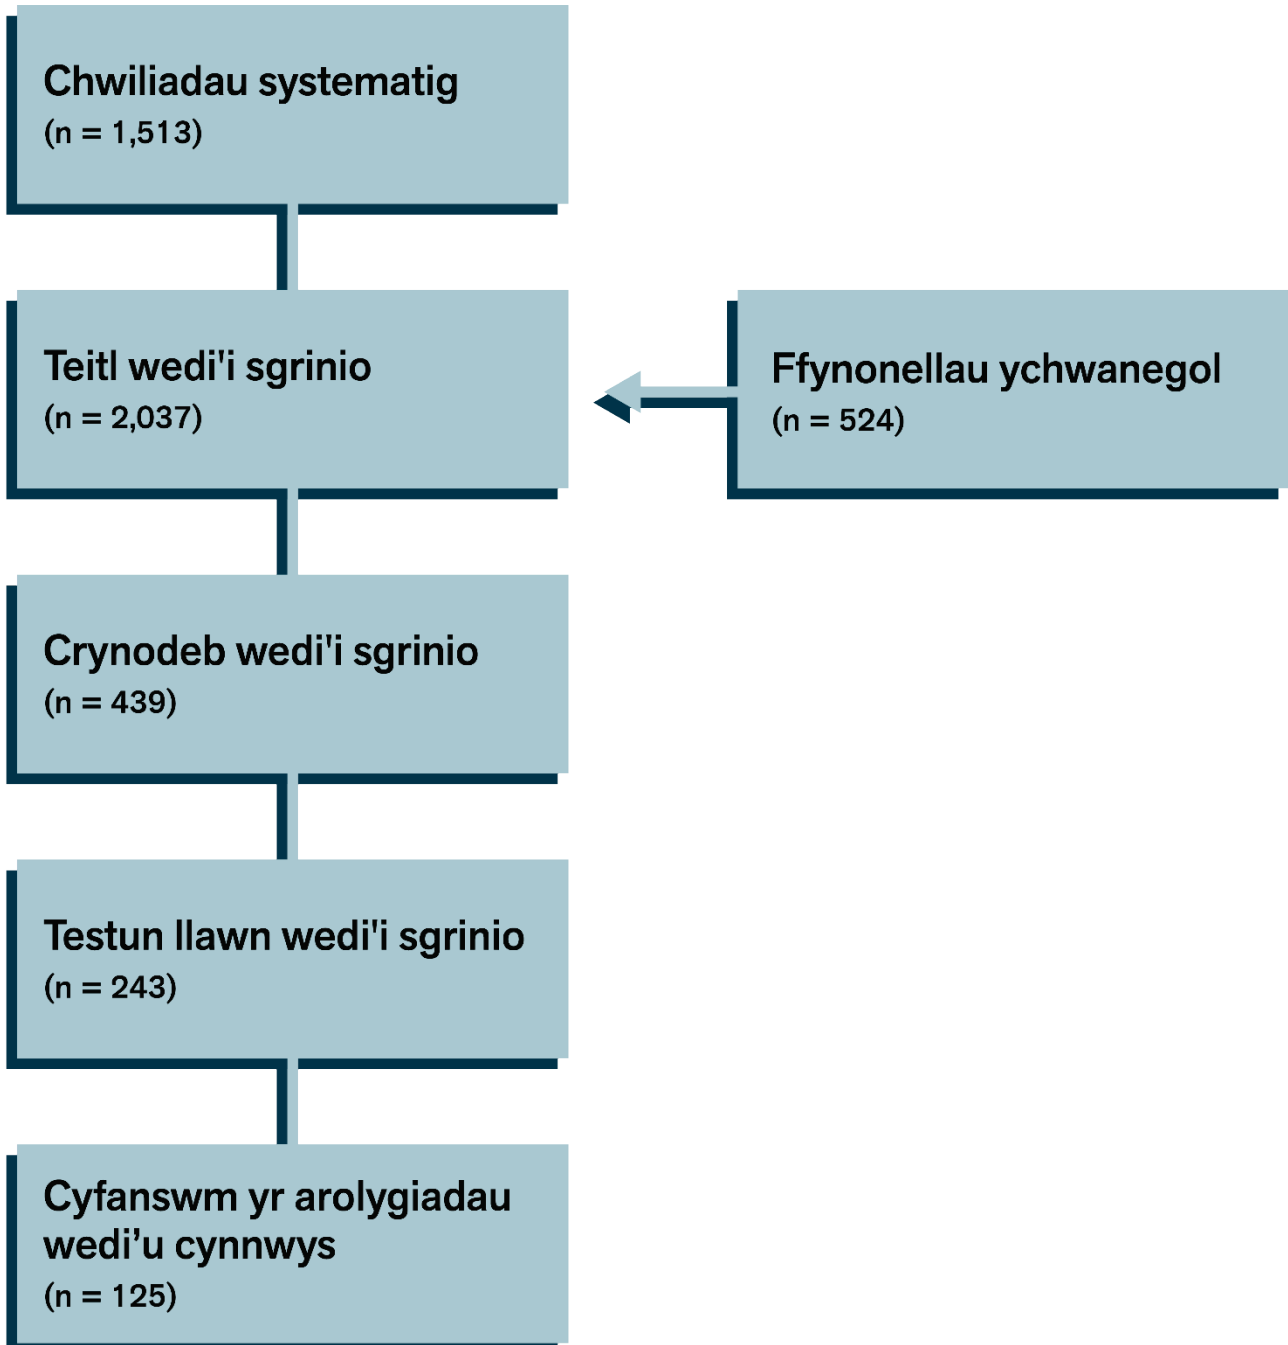 Chwiliadau systematig
(n = 1,513)
Teitl wedi'i sgrinio
(n = 2,037)
Ffynonellau ychwanegol
(n = 524)
Crynodeb wedi'i sgrinio
(n = 439)
Testun llawn wedi'i sgrinio
(n = 243)
Cyfanswm yr arolygiadau
wedi’u cynnwys
(n = 125)